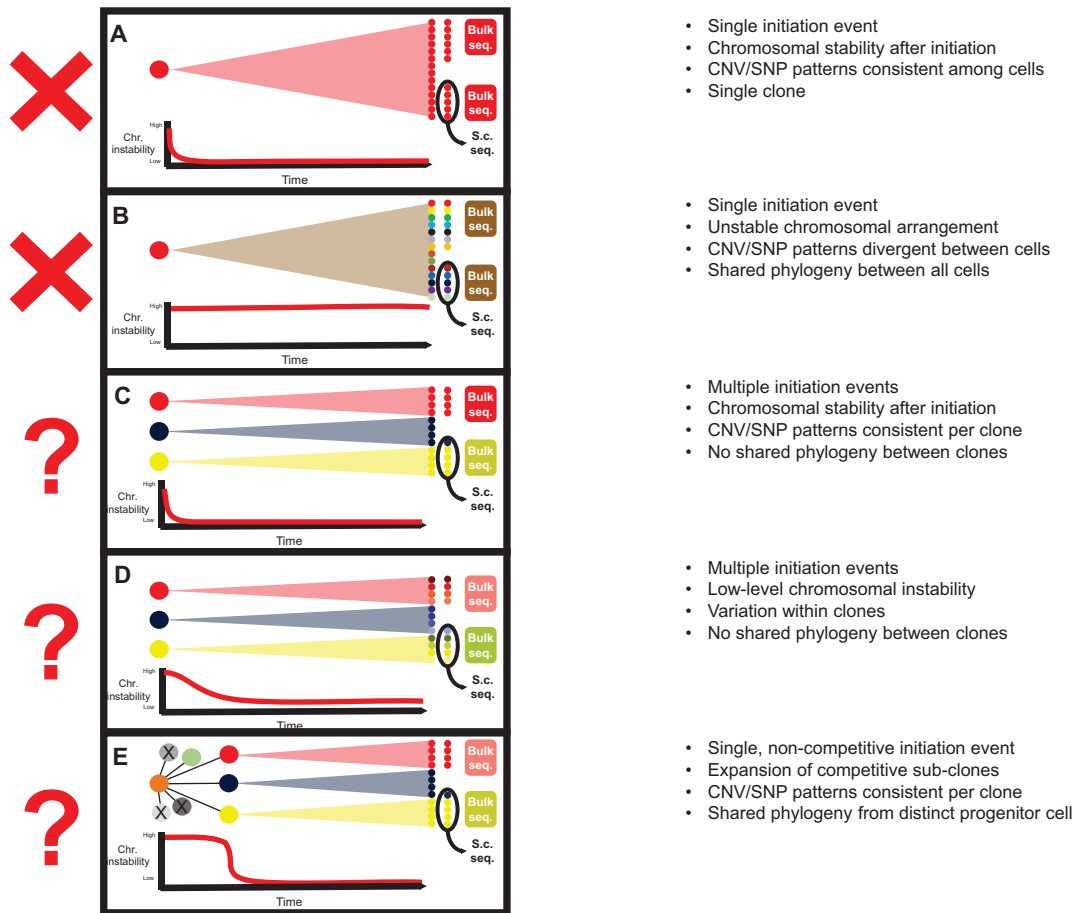 A
Bulk
seq.
Bulk
seq.
S.c.
seq.
High
Chr.
instability
Low
Time
• Single initiation event
• Chromosomal stability after initiation
• CNV/SNP patterns consistent among cells
• Single clone
B
Bulk
seq.
Bulk
seq.
S.c.
seq.
High
Chr.
instability
Low
Time
• Single initiation event
• Unstable chromosomal arrangement
• CNV/SNP patterns divergent between cells
• Shared phylogeny between all cells
?
C
Bulk
seq.
Bulk
seq.
S.c.
seq.
High
Chr.
instability
Low
Time
• Multiple initiation events
• Chromosomal stability after initiation
• CNV/SNP patterns consistent per clone
• No shared phylogeny between clones
?
D
Bulk
seq.
Bulk
seq.
S.c.
seq.
High
Chr.
instability
Low
Time
• Multiple initiation events
• Low-level chromosomal instability
• Variation within clones
• No shared phylogeny between clones
?
E
X
X
X
Bulk
seq.
Bulk
seq.
S.c.
seq.
High
Chr.
instability
Low
Time
• Single, non-competitive initiation event
• Expansion of competitive sub-clones
• CNV/SNP patterns consistent per clone
• Shared phylogeny from distinct progenitor cell